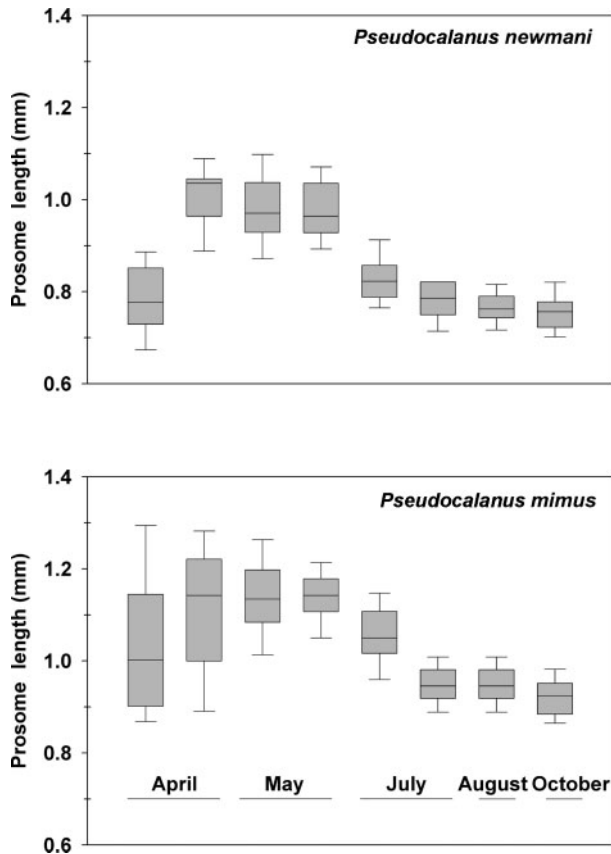 Pseudocalanus newmani
Prosome length (mm)
1.4
1.2
1.0
0.8
0.6
Pseudocalanus mimus
Prosome length (mm)
1.4
1.2
1.0
0.8
0.6
April May July August October